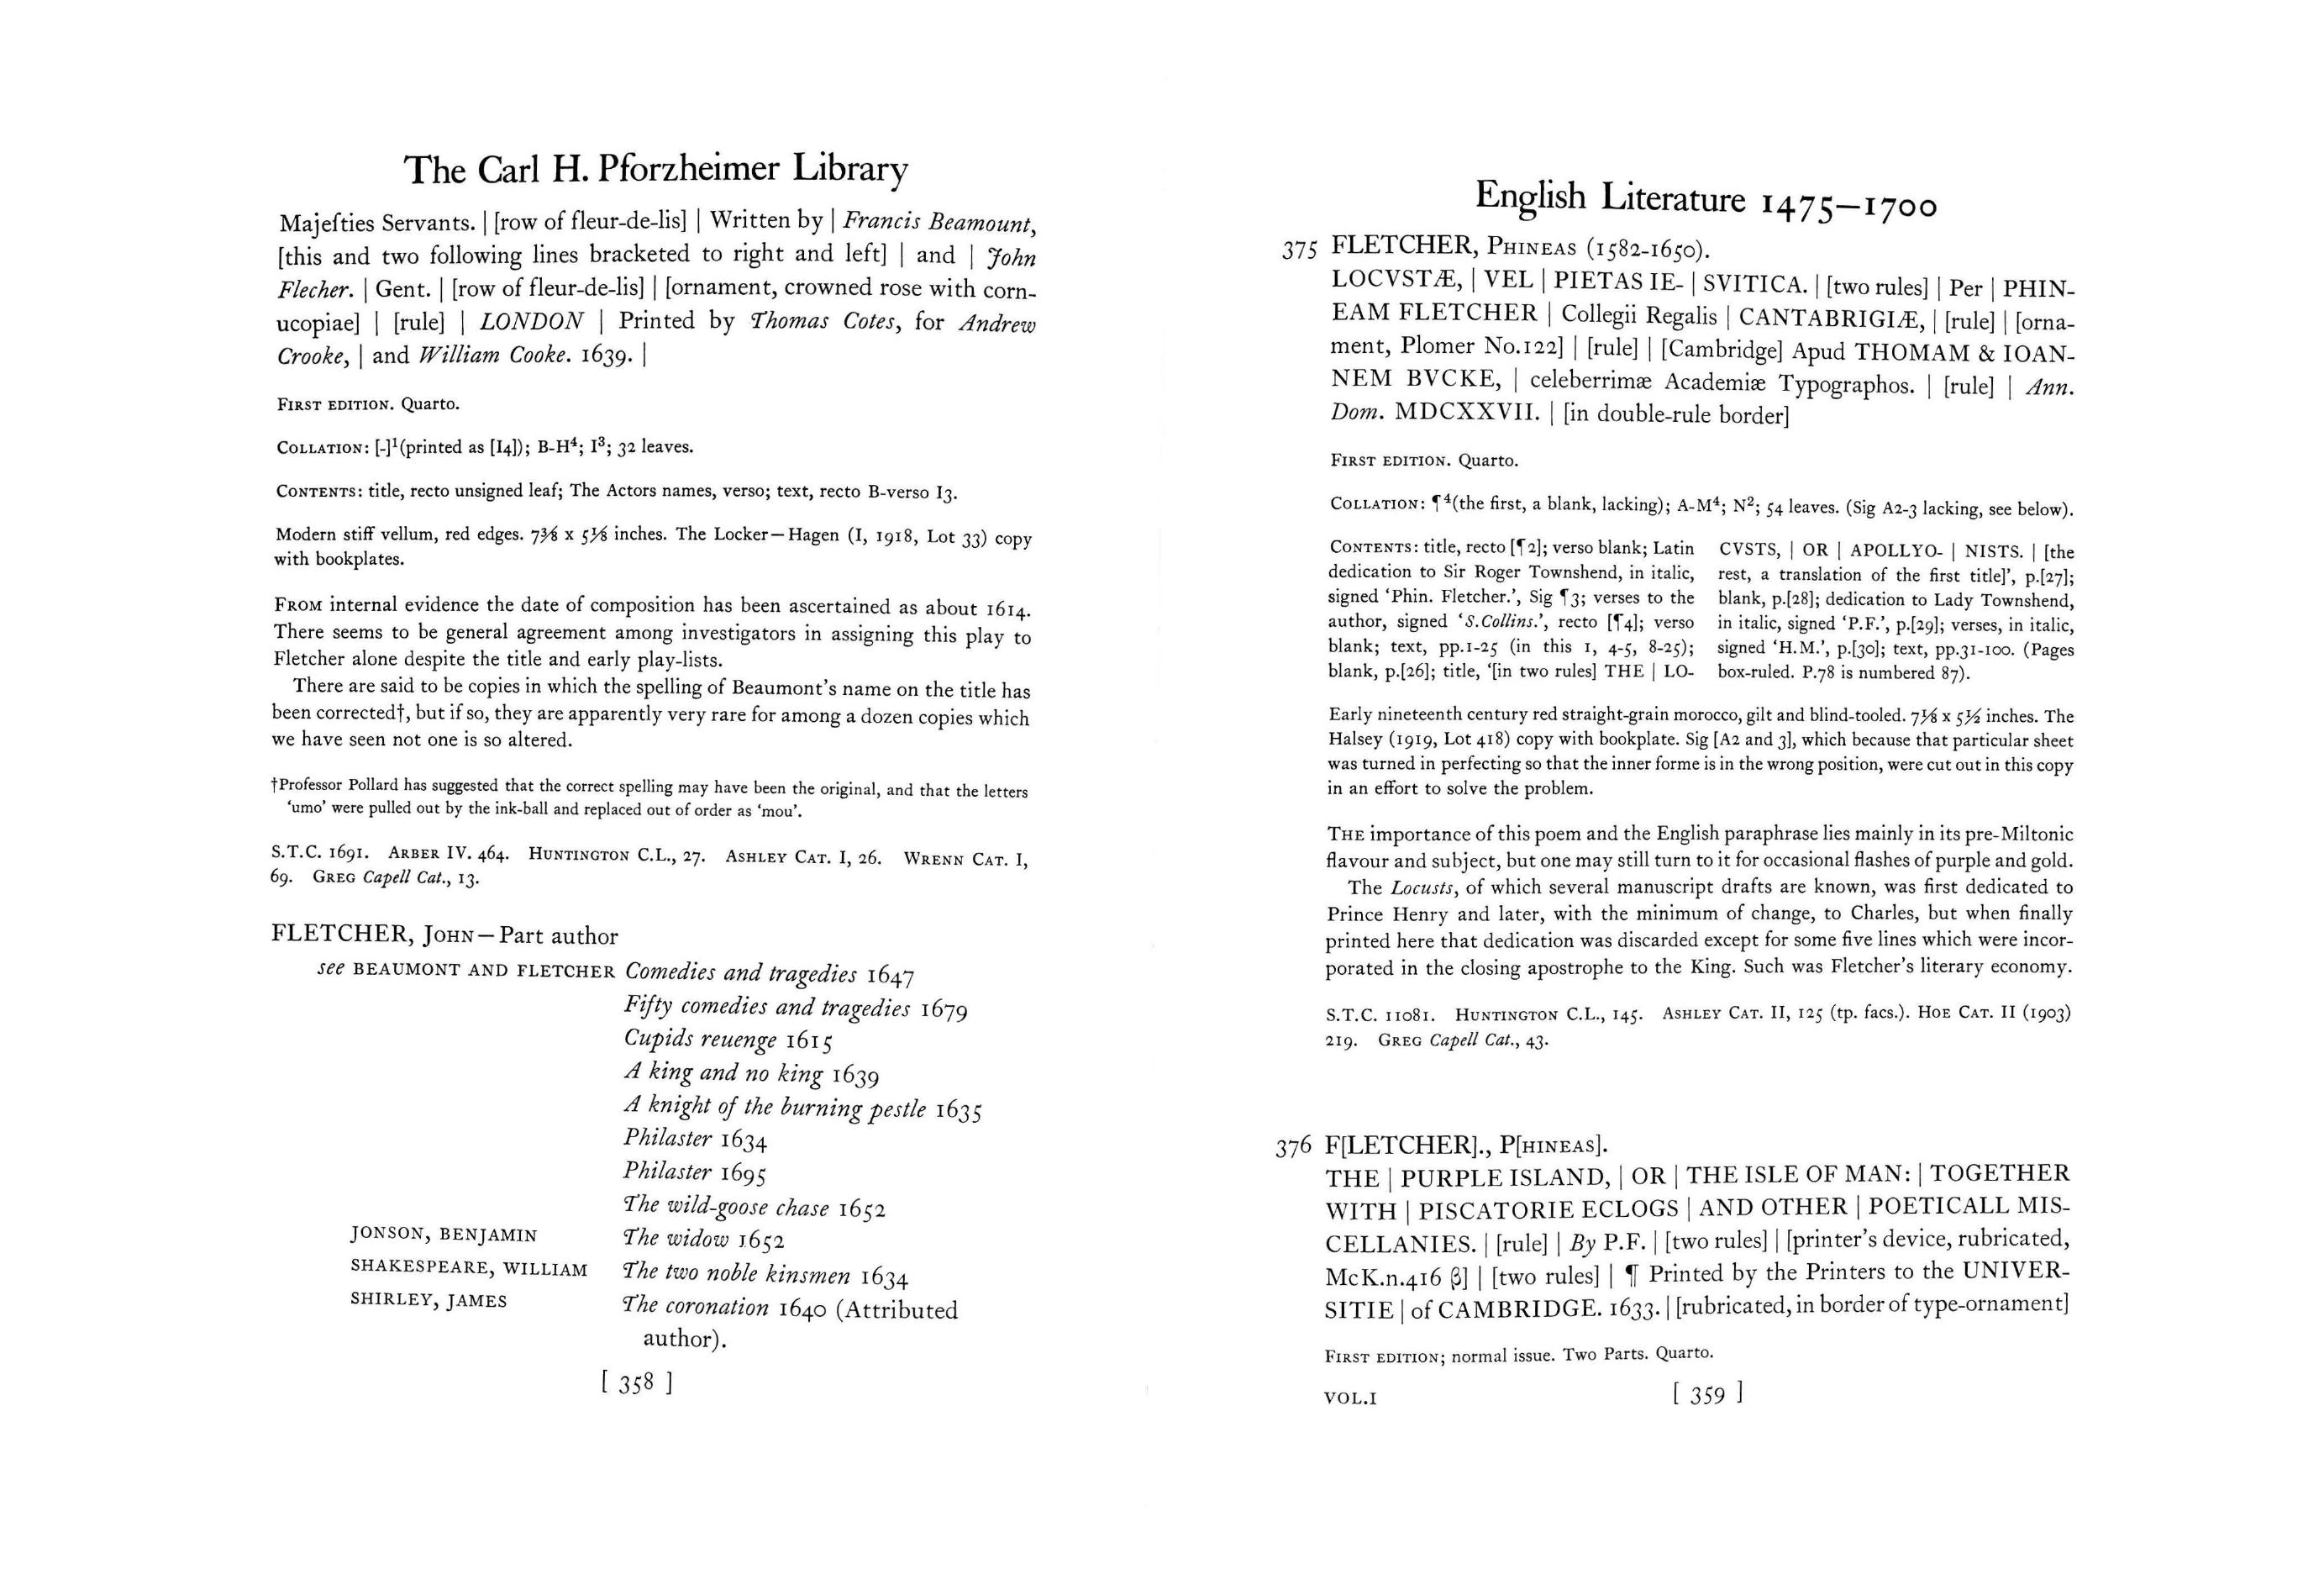 The Carl H. Pforzheimer Library
Majeſties Servants. | [row of fleur-de-lis] | Written by | Francis Beamount,
[this and two following lines bracketed to right and left] | and | John
Flecher. | Gent. | [row of fleur-de-lis] | [ornament, crowned rose with corn-
ucopiae] | [rule] | LONDON | Printed by Thomas Cotes, for Andrew
Crooke, | and William Cooke. 1639. |
FIRST EDITION. Quarto.
COLLATION: [-]¹(printed as [I4]); B-H⁴; I³; 32 leaves.
CONTENTS: title, recto unsigned leaf; The Actors names, verso; text, recto B-verso I3.
Modern stiff vellum, red edges. 7⅜ x 5⅛ inches. The Locker—Hagen (I, 1918, Lot 33) copy
with bookplates.
FROM internal evidence the date of composition has been ascertained as about 1614.
There seems to be general agreement among investigators in assigning this play to
Fletcher alone despite the title and early play-lists.
There are said to be copies in which the spelling of Beaumont's name on the title has
been corrected†, but if so, they are apparently very rare for among a dozen copies which
we have seen not one is so altered.
†Professor Pollard has suggested that the correct spelling may have been the original, and that the letters
'umo' were pulled out by the ink-ball and replaced out of order as 'mou'.
S.T.C. 1691. ARBER IV. 464. HUNTINGTON C.L., 27. ASHLEY CAT. I, 26. WRENN CAT. I,
69. GREG Capell Cat., 13.
FLETCHER, JOHN—Part author
see BEAUMONT AND FLETCHER Comedies and tragedies 1647
Fifty comedies and tragedies 1679
Cupids reuenge 1615
A king and no king 1639
A knight of the burning pestle 1635
Philaster 1634
Philaster 1695
The wild-goose chase 1652
JONSON, BENJAMIN The widow 1652
SHAKESPEARE, WILLIAM The two noble kinsmen 1634
SHIRLEY, JAMES The coronation 1640 (Attributed
author).
[ 358 ]
English Literature 1475—1700
375 FLETCHER, PHINEAS (1582-1650).
LOCVSTÆ, | VEL | PIETAS IE- | SVITICA. | [two rules] | Per | PHIN-
EAM FLETCHER | Collegii Regalis | CANTABRIGIÆ, | [rule] | [orna-
ment, Plomer No.122] | [rule] | [Cambridge] Apud THOMAM & IOAN-
NEM BVCKE, | celeberrimæ Academiæ Typographos. | [rule] | Ann.
Dom. MDCXXVII. | [in double-rule border]
FIRST EDITION. Quarto.
COLLATION: ¶⁴(the first, a blank, lacking); A-M⁴; N²; 54 leaves. (Sig A2-3 lacking, see below).
CONTENTS: title, recto [¶2]; verso blank; Latin
dedication to Sir Roger Townshend, in italic,
signed 'Phin. Fletcher.', Sig ¶3; verses to the
author, signed 'S.Collins.', recto [¶4]; verso
blank; text, pp.1-25 (in this 1, 4-5, 8-25);
blank, p.[26]; title, '[in two rules] THE | LO-
CVSTS, | OR | APOLLYO- | NISTS. | [the
rest, a translation of the first title]', p.[27];
blank, p.[28]; dedication to Lady Townshend,
in italic, signed 'P.F.', p.[29]; verses, in italic,
signed 'H.M.', p.[30]; text, pp.31-100. (Pages
box-ruled. P.78 is numbered 87).
Early nineteenth century red straight-grain morocco, gilt and blind-tooled. 7⅛ x 5½ inches. The
Halsey (1919, Lot 418) copy with bookplate. Sig [A2 and 3], which because that particular sheet
was turned in perfecting so that the inner forme is in the wrong position, were cut out in this copy
in an effort to solve the problem.
THE importance of this poem and the English paraphrase lies mainly in its pre-Miltonic
flavour and subject, but one may still turn to it for occasional flashes of purple and gold.
The Locusts, of which several manuscript drafts are known, was first dedicated to
Prince Henry and later, with the minimum of change, to Charles, but when finally
printed here that dedication was discarded except for some five lines which were incor-
porated in the closing apostrophe to the King. Such was Fletcher's literary economy.
S.T.C. 11081. HUNTINGTON C.L., 145. ASHLEY CAT. II, 125 (tp. facs.). HOE CAT. II (1903)
219. GREG Capell Cat., 43.
376 F[LETCHER]., P[HINEAS].
THE | PURPLE ISLAND, | OR | THE ISLE OF MAN: | TOGETHER
WITH | PISCATORIE ECLOGS | AND OTHER | POETICALL MIS-
CELLANIES. | [rule] | By P.F. | [two rules] | [printer's device, rubricated,
McK.n.416 β] | [two rules] | ¶ Printed by the Printers to the UNIVER-
SITIE | of CAMBRIDGE. 1633. | [rubricated, in border of type-ornament]
FIRST EDITION; normal issue. Two Parts. Quarto.
VOL.I [ 359 ]